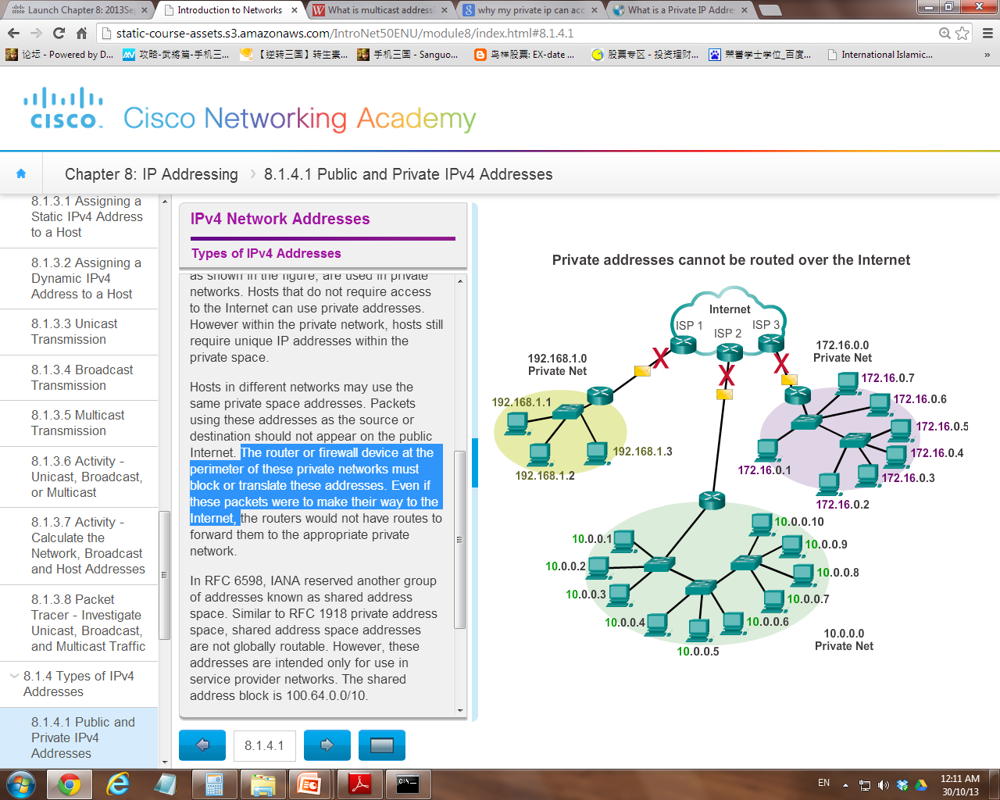 Launch Chapter 8: 2013Sep
Introduction to Networks
What is multicast address
why my private ip can acc
What is a Private IP Addre
static-course-assets.s3.amazonaws.com/IntroNet50ENU/module8/index.html#8.1.4.1
论坛 - Powered by D...
攻略-武將篇-手机三...
【逆转三国】转生素...
手机三国 - Sanguo...
鸟样股票: EX-date ...
股票专区 - 投资理财...
荣誉学士学位_百度...
International Islamic...
»
CISCO
Cisco Networking Academy
Chapter 8: IP Addressing
8.1.4.1 Public and Private IPv4 Addresses
8.1.3.1 Assigning a
Static IPv4 Address
to a Host
8.1.3.2 Assigning a
Dynamic IPv4
Address to a Host
8.1.3.3 Unicast
Transmission
8.1.3.4 Broadcast
Transmission
8.1.3.5 Multicast
Transmission
8.1.3.6 Activity -
Unicast, Broadcast,
or Multicast
8.1.3.7 Activity -
Calculate the
Network, Broadcast
and Host Addresses
8.1.3.8 Packet
Tracer - Investigate
Unicast, Broadcast,
and Multicast Traffic
8.1.4 Types of IPv4
Addresses
8.1.4.1 Public and
Private IPv4
Addresses
IPv4 Network Addresses
Types of IPv4 Addresses
as shown in the figure, are used in private
networks. Hosts that do not require access
to the Internet can use private addresses.
However within the private network, hosts still
require unique IP addresses within the
private space.
Hosts in different networks may use the
same private space addresses. Packets
using these addresses as the source or
destination should not appear on the public
Internet. The router or firewall device at the
perimeter of these private networks must
block or translate these addresses. Even if
these packets were to make their way to the
Internet, the routers would not have routes to
forward them to the appropriate private
network.
In RFC 6598, IANA reserved another group
of addresses known as shared address
space. Similar to RFC 1918 private address
space, shared address space addresses
are not globally routable. However, these
addresses are intended only for use in
service provider networks. The shared
address block is 100.64.0.0/10.
8.1.4.1
Private addresses cannot be routed over the Internet
Internet
ISP 1
ISP 2
ISP 3
192.168.1.0
Private Net
172.16.0.0
Private Net
192.168.1.1
192.168.1.2
192.168.1.3
172.16.0.7
172.16.0.6
172.16.0.5
172.16.0.4
172.16.0.3
172.16.0.2
172.16.0.1
10.0.0.1
10.0.0.2
10.0.0.3
10.0.0.4
10.0.0.5
10.0.0.6
10.0.0.7
10.0.0.8
10.0.0.9
10.0.0.10
10.0.0.0
Private Net
EN
12:11 AM
30/10/13